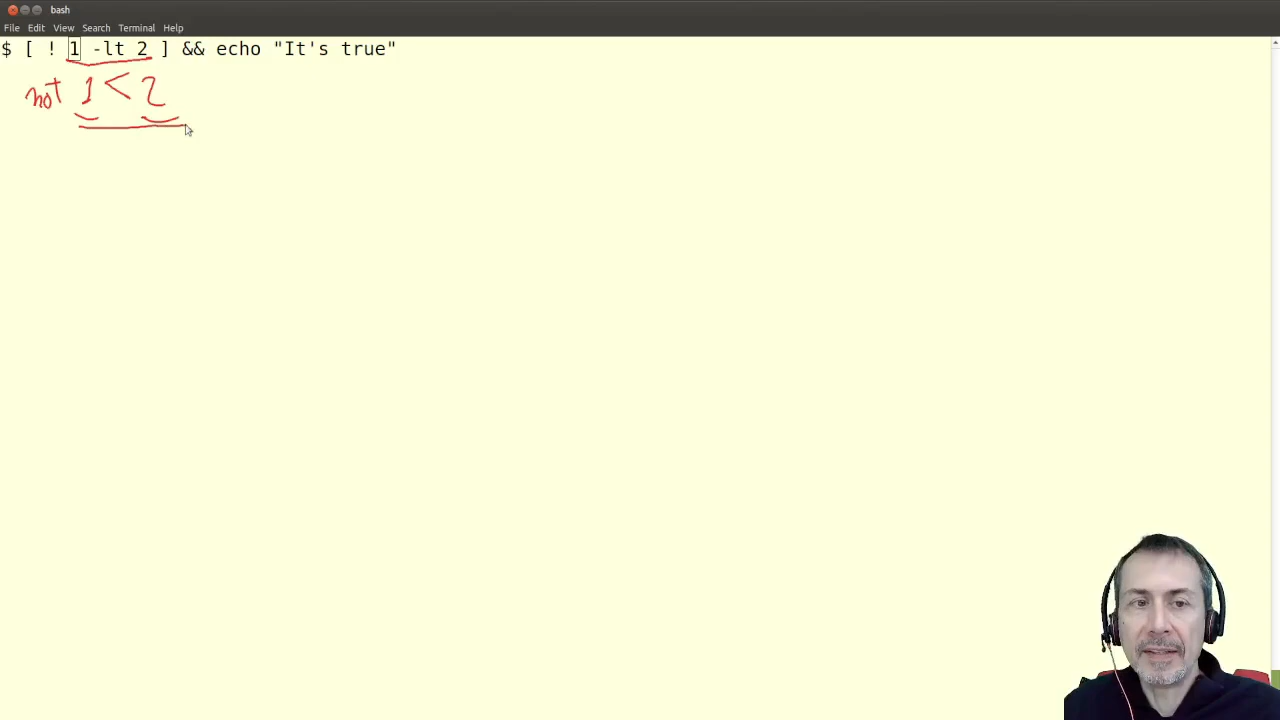 bash
File Edit View Search Terminal Help
$ [ ! 1 -lt 2 ] && echo "It's true"
not 1 < 2